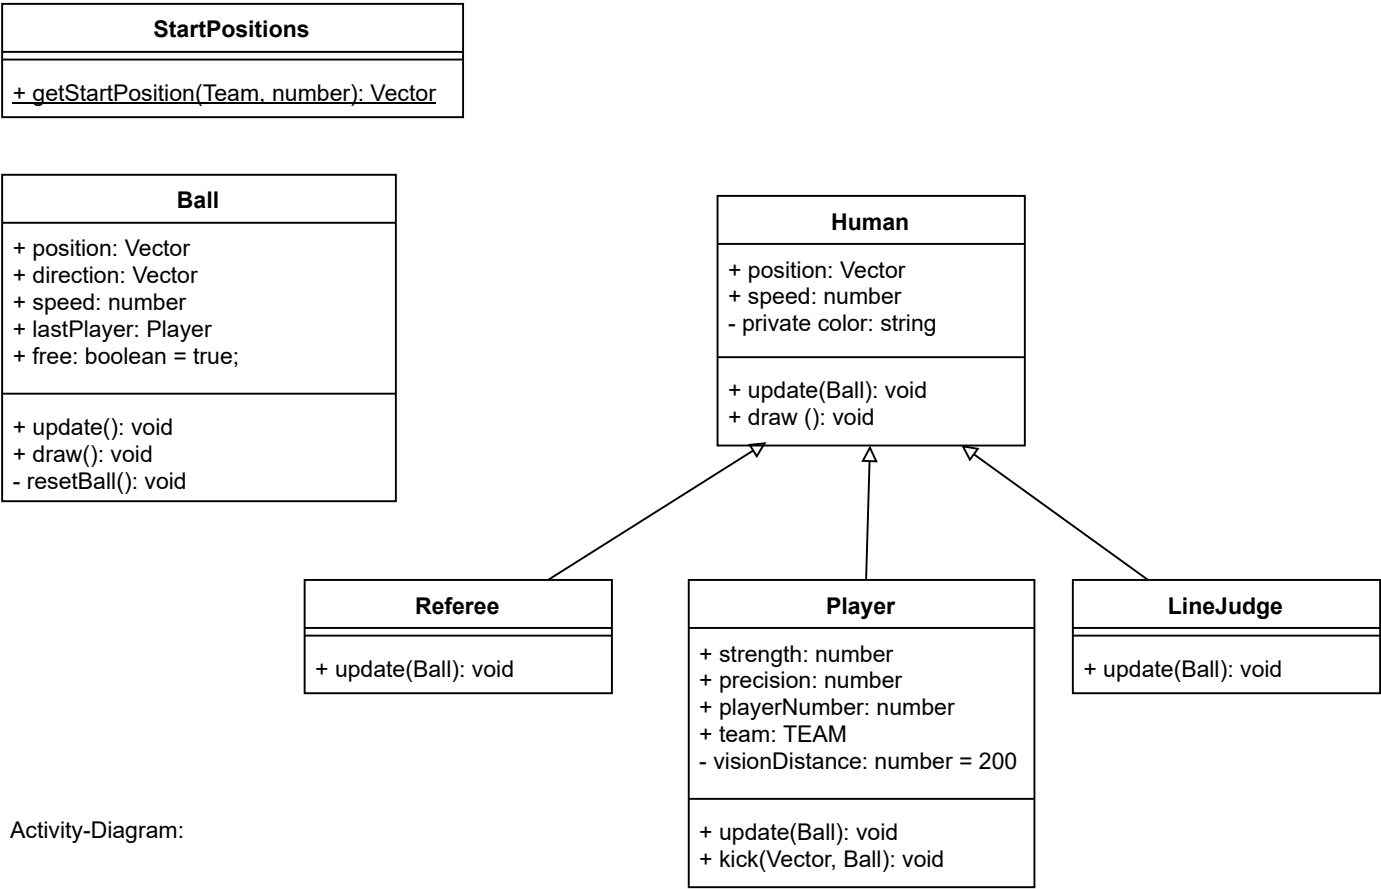 StartPositions
+ getStartPosition(Team, number): Vector
Ball
+ position: Vector
+ direction: Vector
+ speed: number
+ lastPlayer: Player
+ free: boolean = true;
+ update(): void
+ draw(): void
- resetBall(): void
Human
+ position: Vector
+ speed: number
- private color: string
+ update(Ball): void
+ draw (): void
Referee
+ update(Ball): void
Player
+ strength: number
+ precision: number
+ playerNumber: number
+ team: TEAM
- visionDistance: number = 200
+ update(Ball): void
+ kick(Vector, Ball): void
LineJudge
+ update(Ball): void
Activity-Diagram: